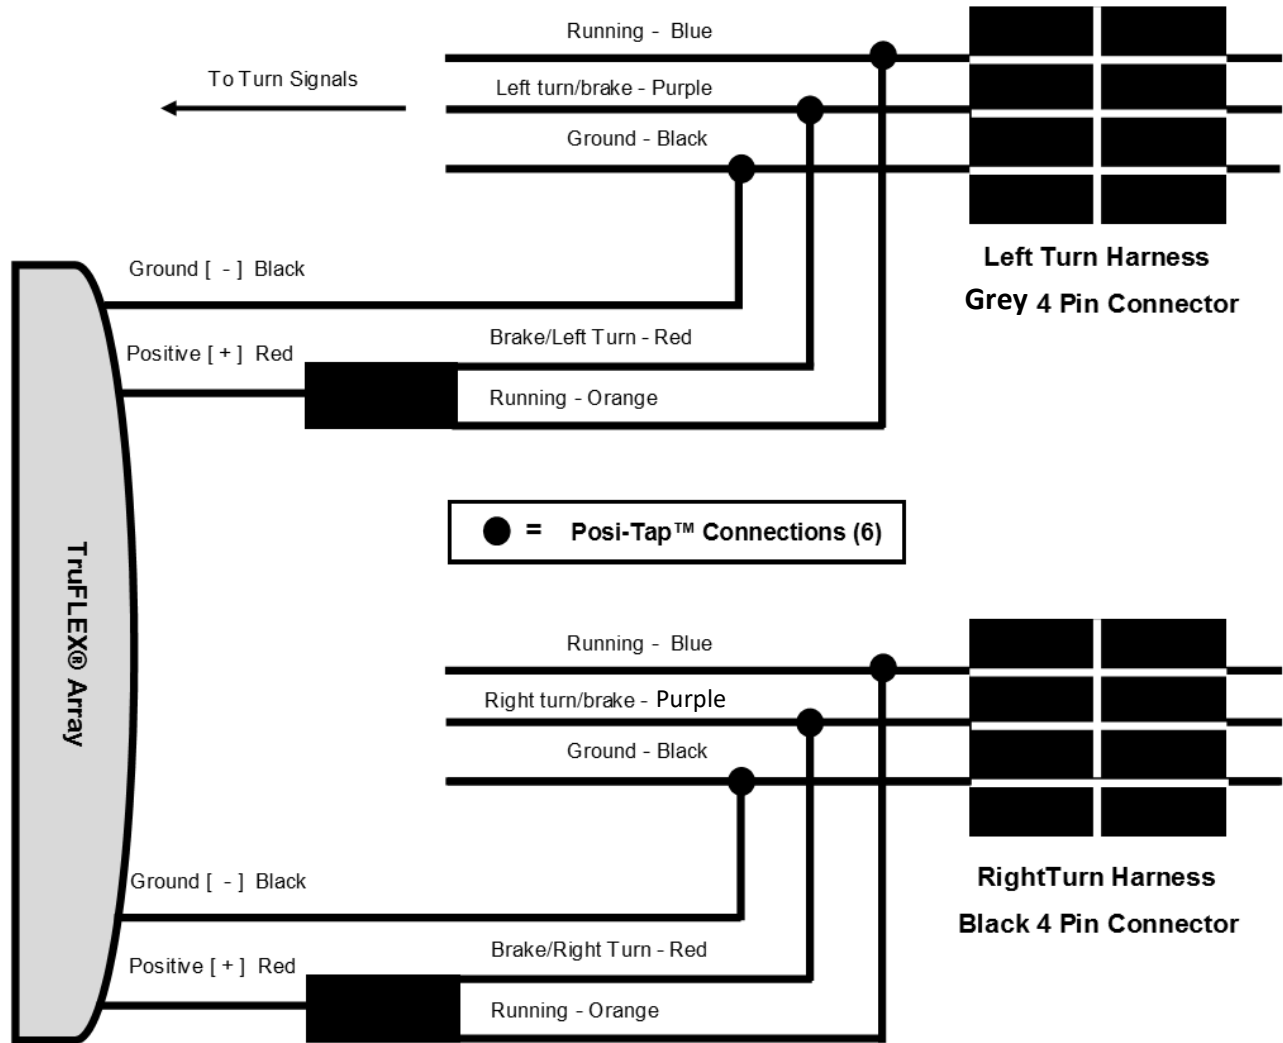 Running - Blue
To Turn Signals
Left turn/brake - Purple
Ground - Black
Left Turn Harness
Grey 4 Pin Connector
Ground [ - ] Black
Positive [ + ] Red
Brake/Left Turn - Red
Running - Orange
= Posi-Tap™ Connections (6)
TruFLEX® Array
Running - Blue
Right turn/brake - Purple
Ground - Black
RightTurn Harness
Black 4 Pin Connector
Ground [ - ] Black
Positive [ + ] Red
Brake/Right Turn - Red
Running - Orange